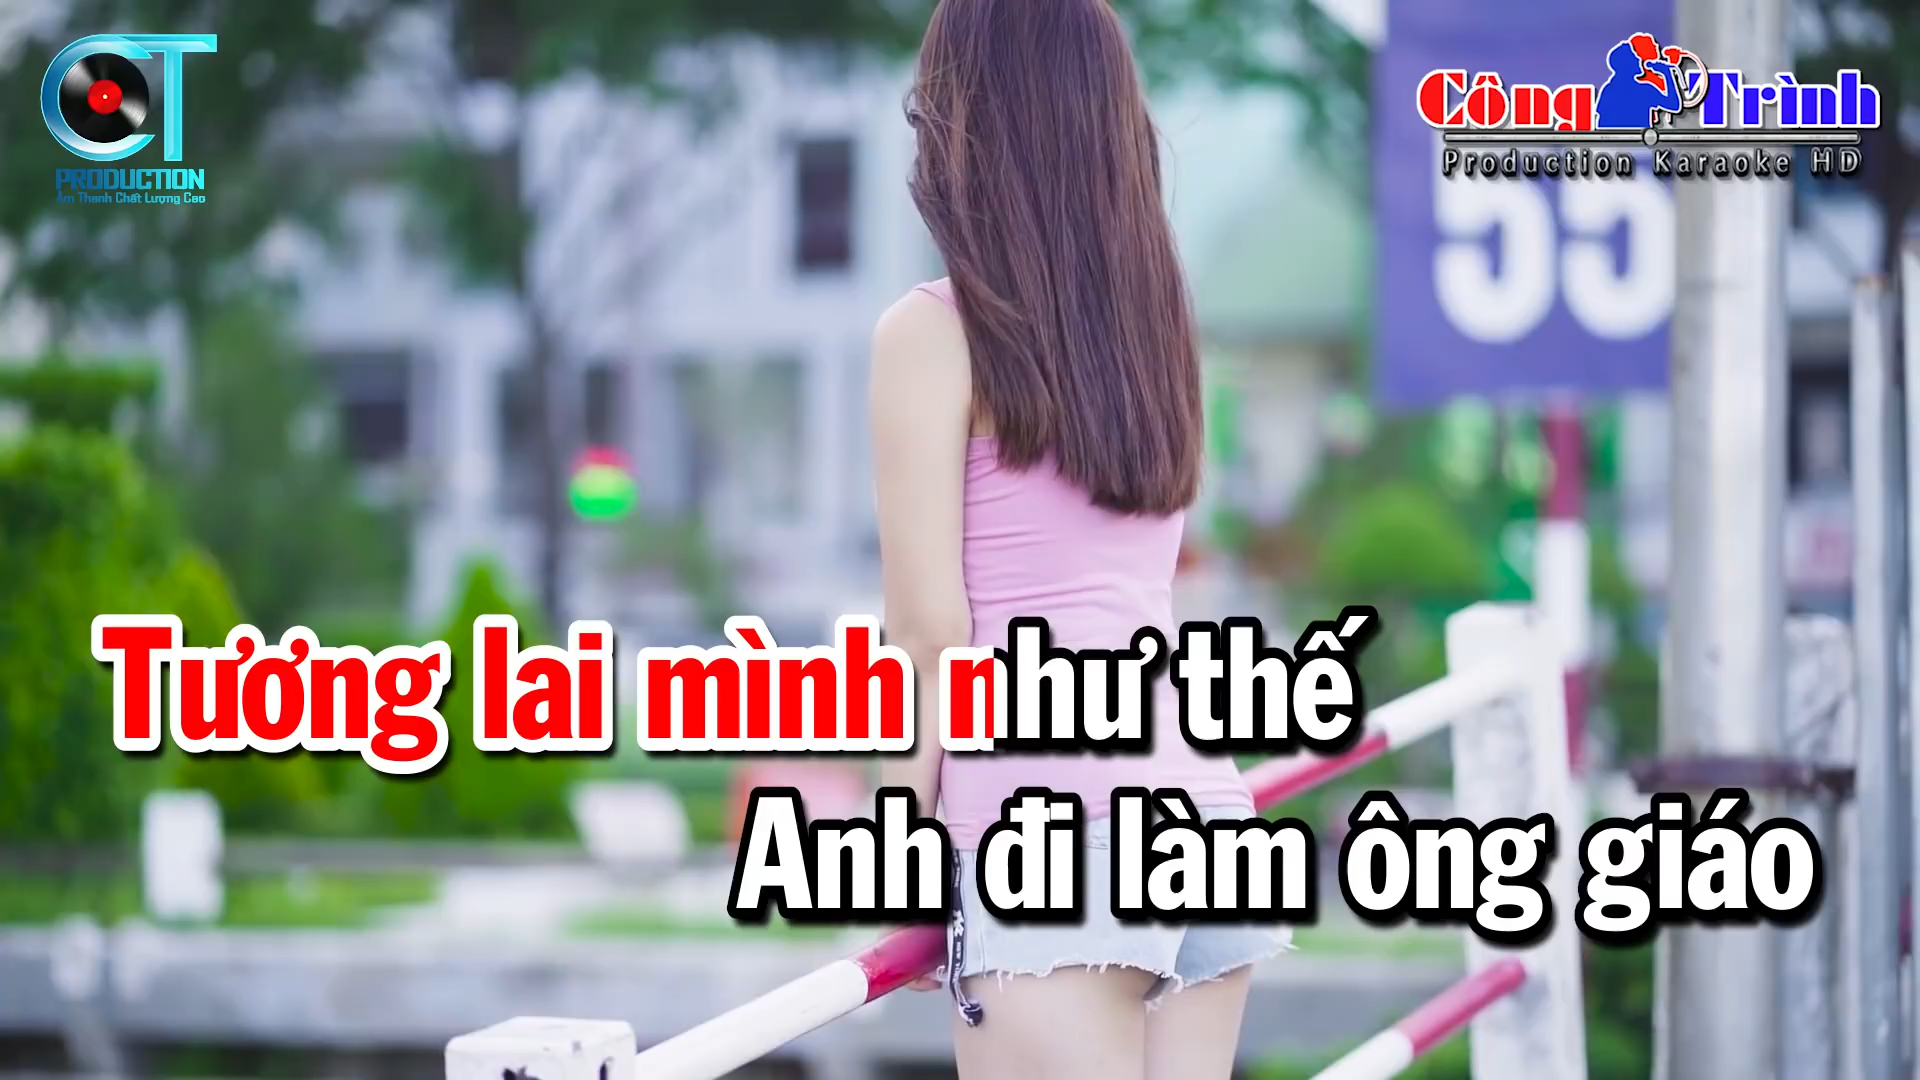 CT
PRODUCTION
Âm Thanh Chất Lượng Cao
Công Trình
Production Karaoke HD
55
Tương lai mình như thế
Anh đi làm ông giáo